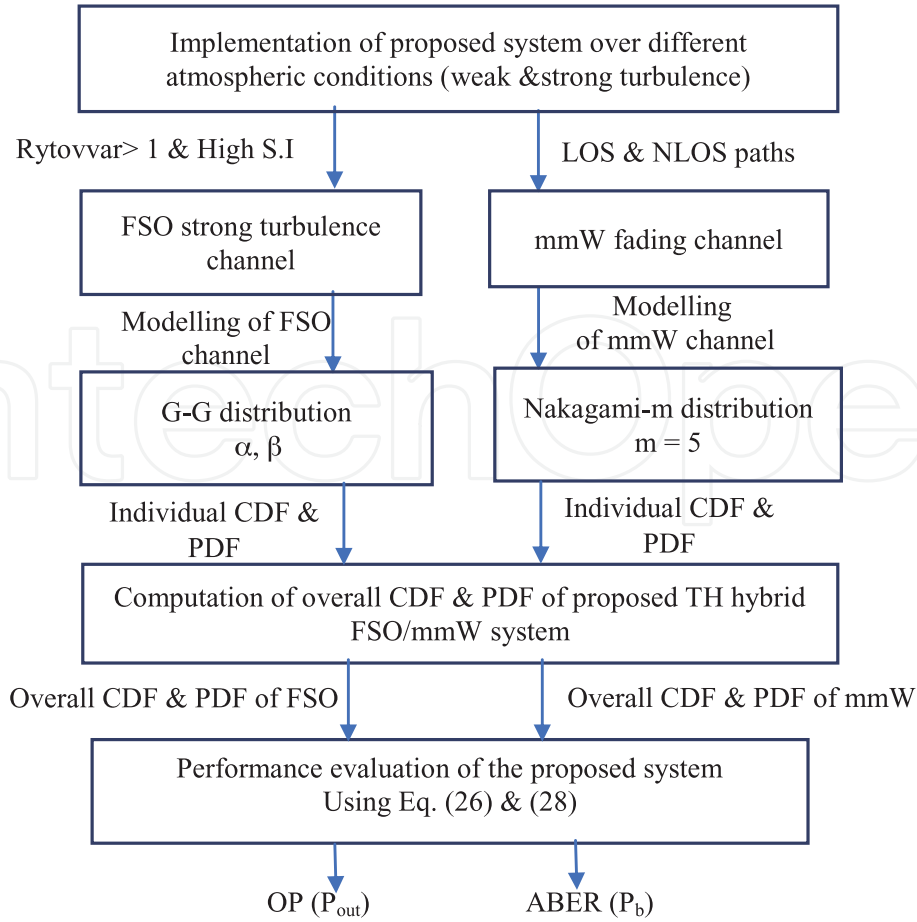 Implementation of proposed system over different
atmospheric conditions (weak &strong turbulence)
Rytovvar> 1 & High S.I
LOS & NLOS paths
FSO strong turbulence
channel
mmW fading channel
Modelling of FSO
channel
Modelling
of mmW channel
G-G distribution
α, β
Nakagami-m distribution
m = 5
Individual CDF &
PDF
Individual CDF &
PDF
Computation of overall CDF & PDF of proposed TH hybrid
FSO/mmW system
Overall CDF & PDF of FSO
Overall CDF & PDF of mmW
Performance evaluation of the proposed system
Using Eq. (26) & (28)
OP (Pout)
ABER (Pb)
ntechOpe